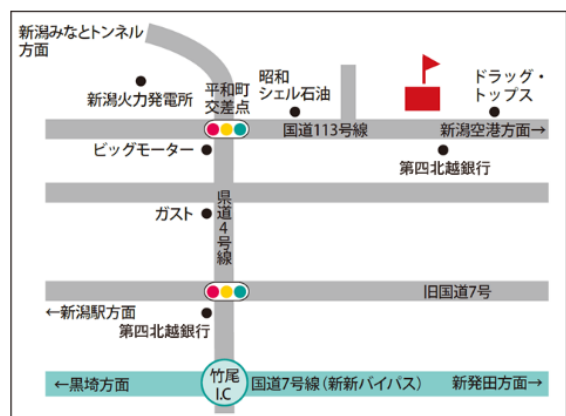 新潟みなとトンネル
方面
新潟火力発電所
平和町
交差点
昭和
シェル石油
ドラッグ・
トップス
国道113号線
新潟空港方面→
ビッグモーター
第四北越銀行
ガスト
県道4号線
旧国道7号
←新潟駅方面
第四北越銀行
←黒埼方面
竹尾
I.C
国道7号線(新新バイパス)
新発田方面→